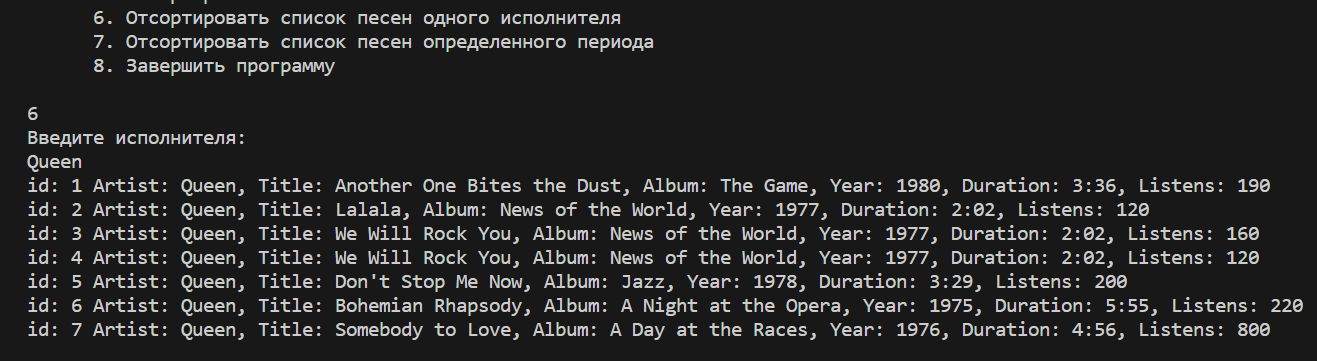 6. Отсортировать список песен одного исполнителя
7. Отсортировать список песен определенного периода
8. Завершить программу
6
Введите исполнителя:
Queen
id: 1 Artist: Queen, Title: Another One Bites the Dust, Album: The Game, Year: 1980, Duration: 3:36, Listens: 190
id: 2 Artist: Queen, Title: Lalala, Album: News of the World, Year: 1977, Duration: 2:02, Listens: 120
id: 3 Artist: Queen, Title: We Will Rock You, Album: News of the World, Year: 1977, Duration: 2:02, Listens: 160
id: 4 Artist: Queen, Title: We Will Rock You, Album: News of the World, Year: 1977, Duration: 2:02, Listens: 120
id: 5 Artist: Queen, Title: Don't Stop Me Now, Album: Jazz, Year: 1978, Duration: 3:29, Listens: 200
id: 6 Artist: Queen, Title: Bohemian Rhapsody, Album: A Night at the Opera, Year: 1975, Duration: 5:55, Listens: 220
id: 7 Artist: Queen, Title: Somebody to Love, Album: A Day at the Races, Year: 1976, Duration: 4:56, Listens: 800